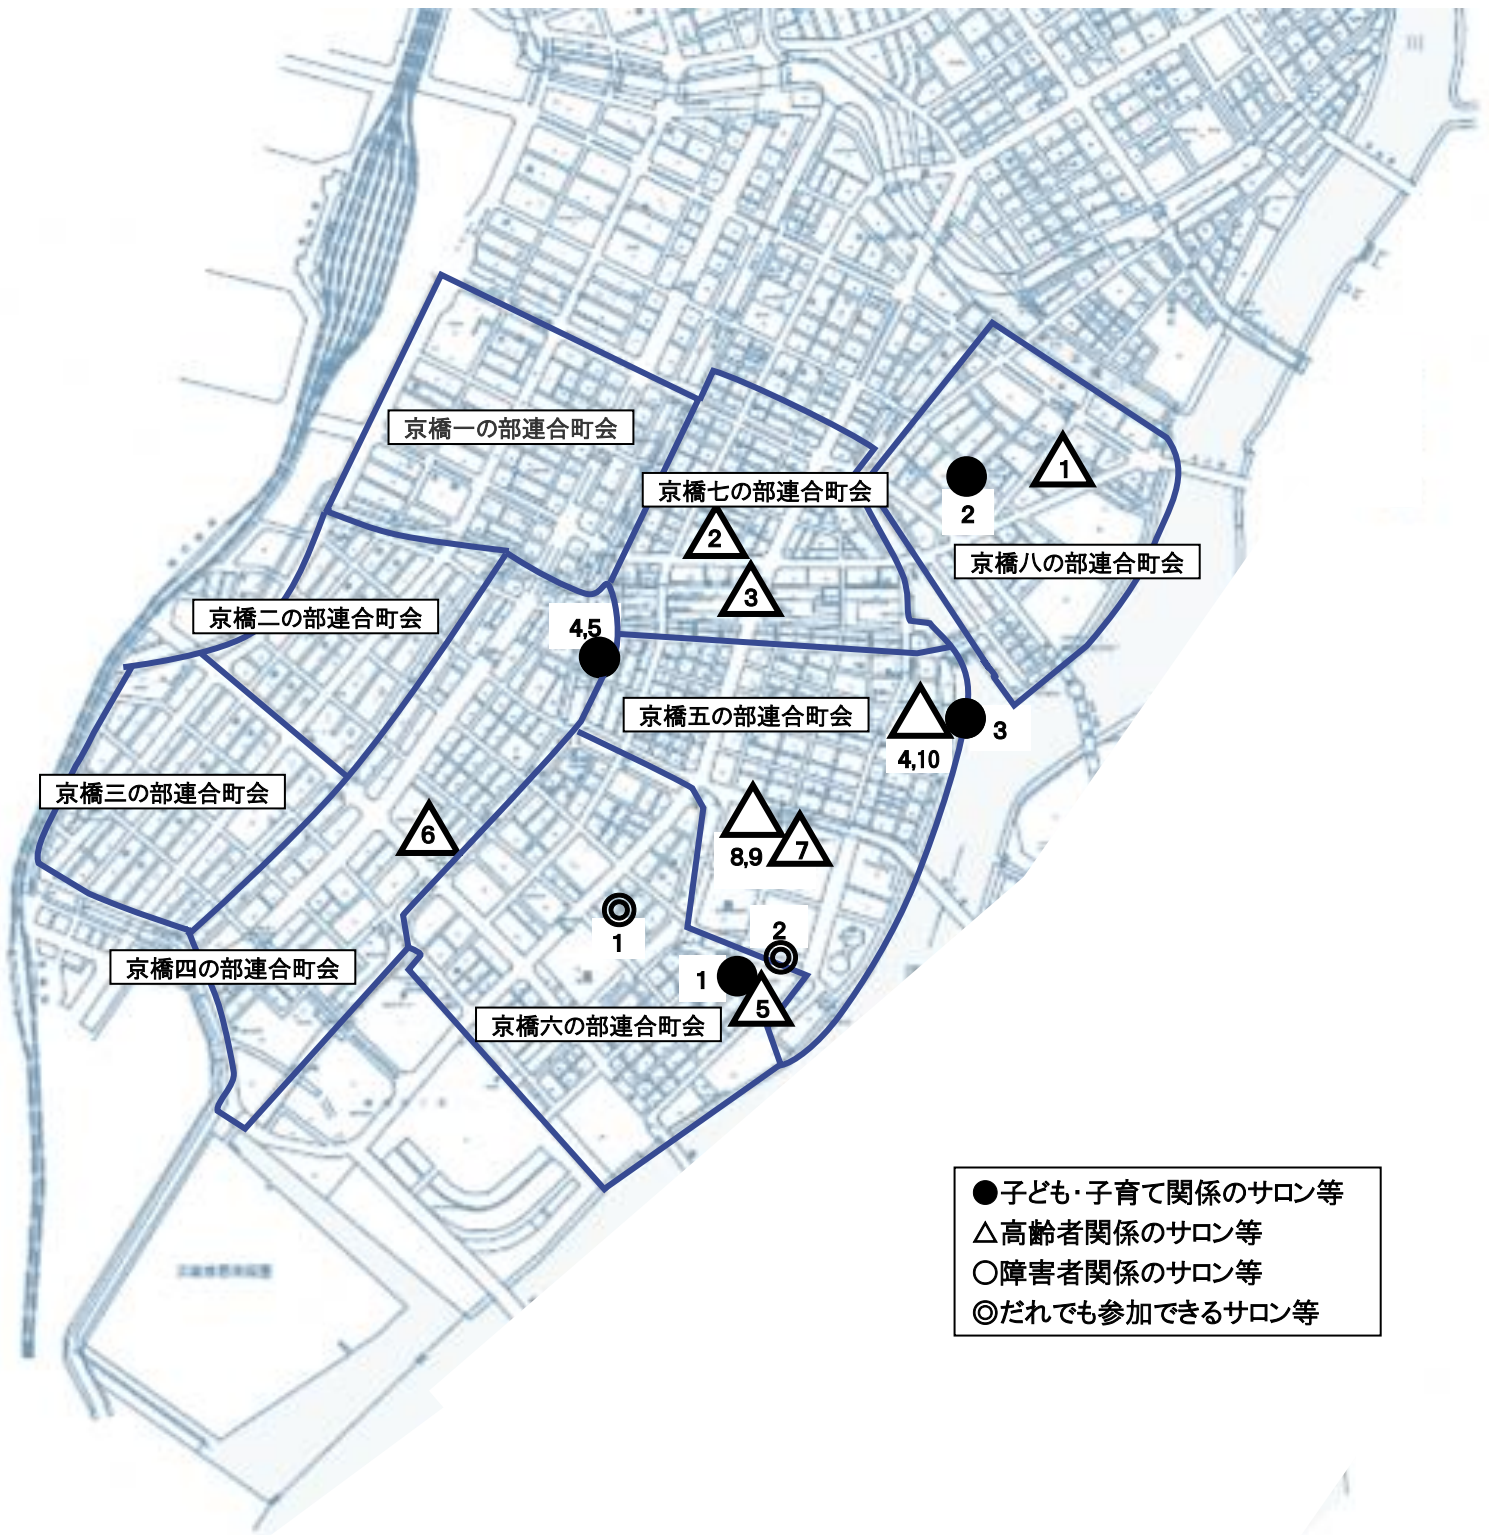 京橋一の部連合町会
京橋七の部連合町会
1
2
2
京橋八の部連合町会
3
京橋二の部連合町会
4,5
京橋五の部連合町会
3
4,10
京橋三の部連合町会
6
8,9
7
1
2
京橋四の部連合町会
1
5
京橋六の部連合町会
●子ども・子育て関係のサロン等
△高齢者関係のサロン等
○障害者関係のサロン等
◎だれでも参加できるサロン等